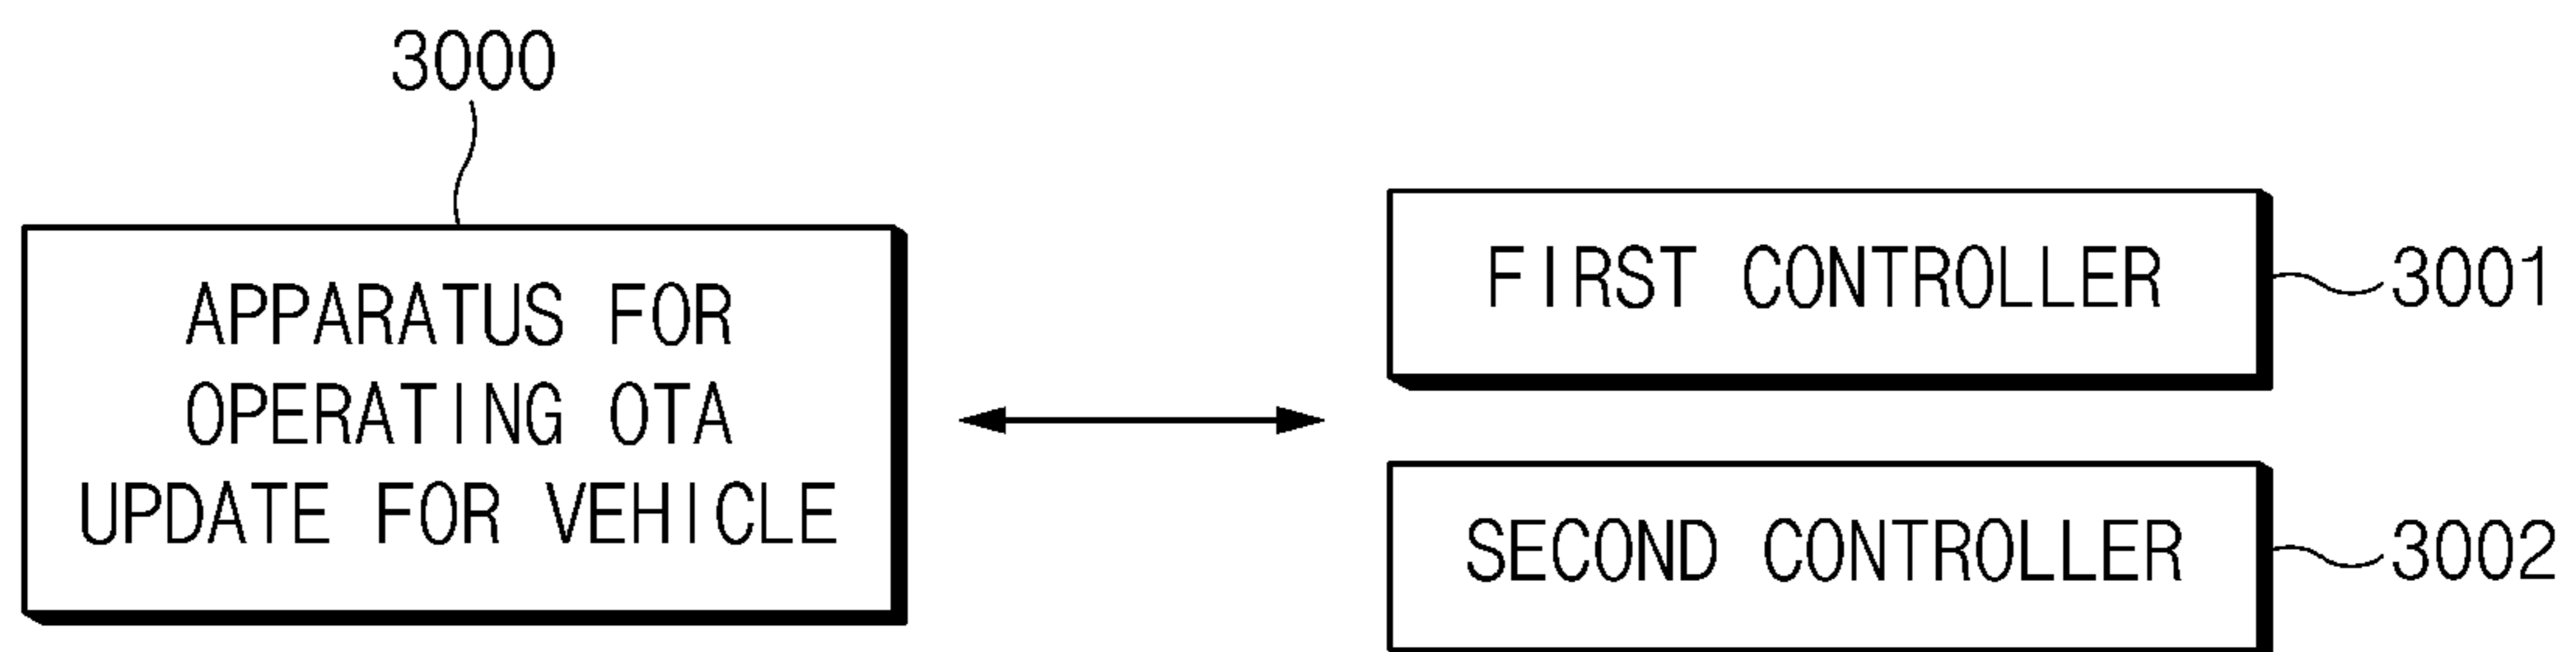 3000
APPARATUS FOR
OPERATING OTA
UPDATE FOR VEHICLE
FIRST CONTROLLER
3001
SECOND CONTROLLER
3002